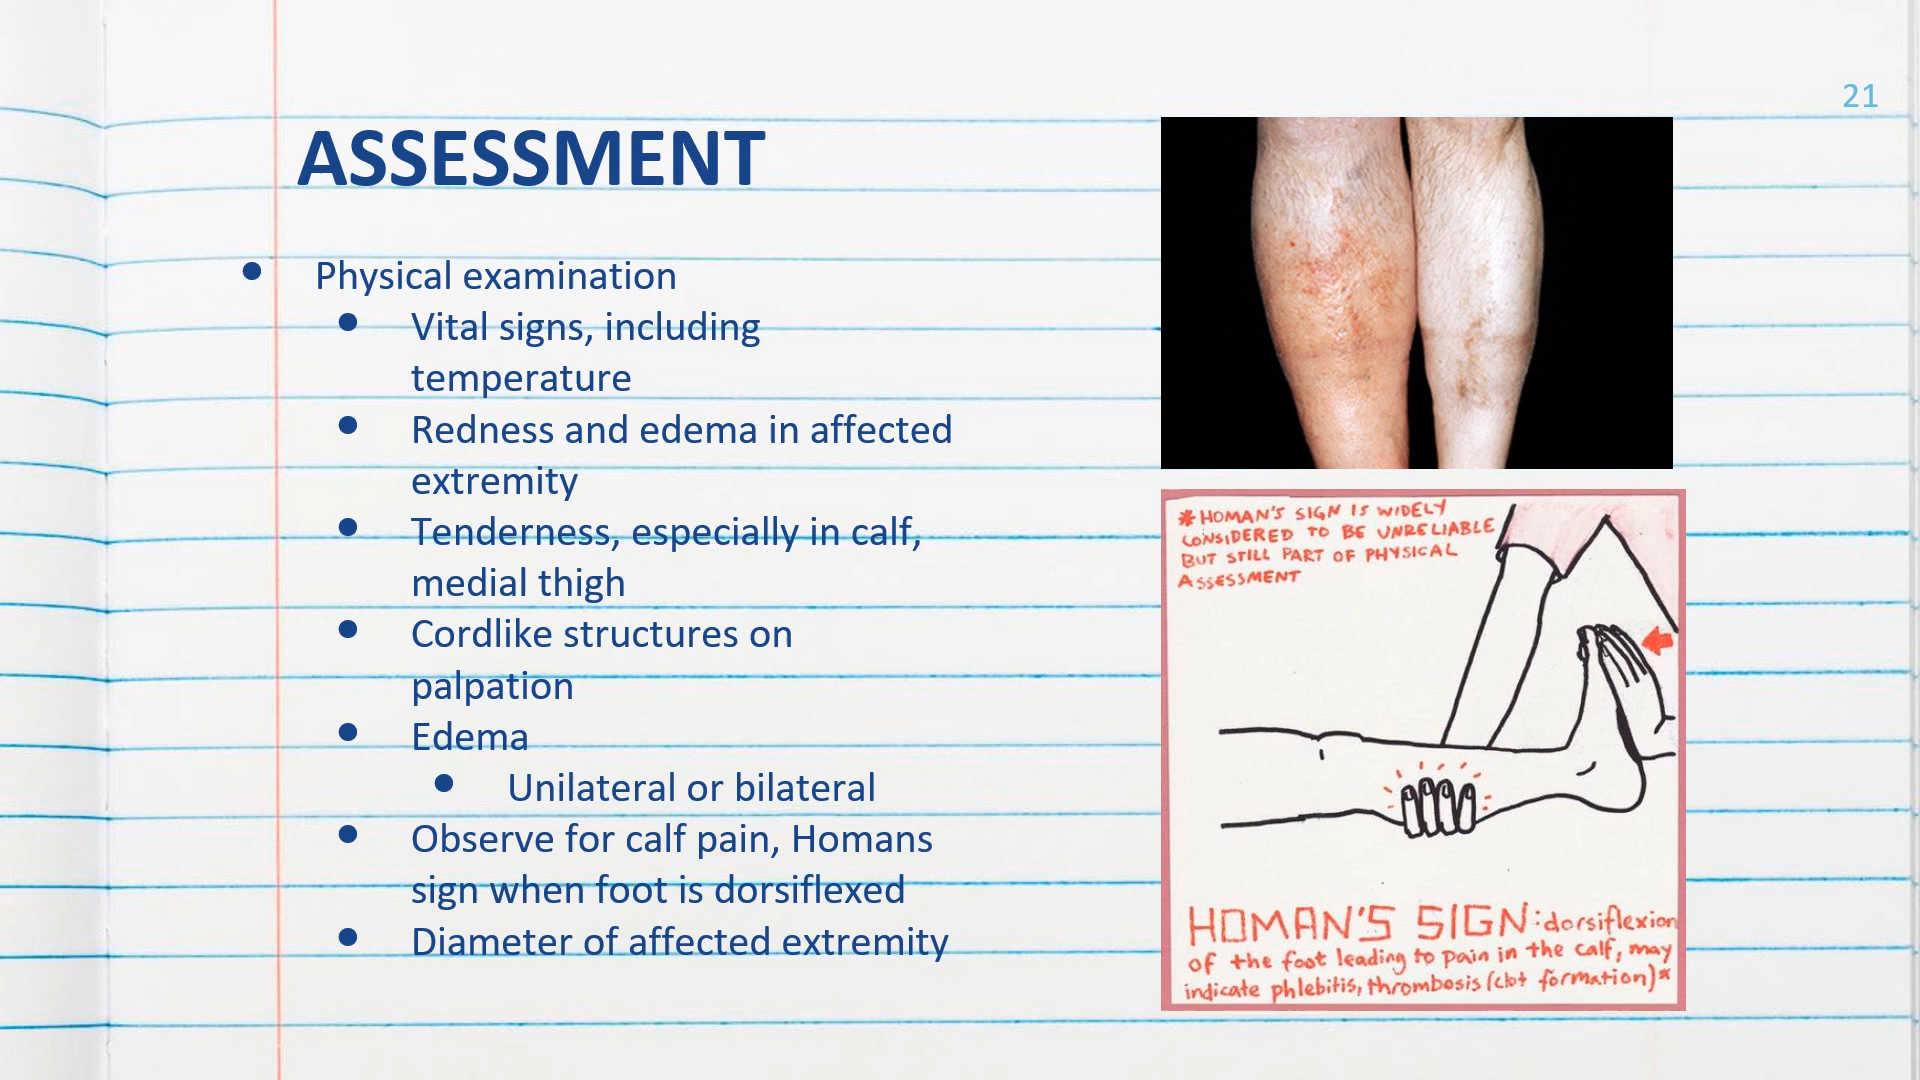 21
ASSESSMENT
Physical examination
Vital signs, including
temperature
Redness and edema in affected
extremity
Tenderness, especially in calf,
medial thigh
Cordlike structures on
palpation
Edema
Unilateral or bilateral
Observe for calf pain, Homans
sign when foot is dorsiflexed
Diameter of affected extremity
*HOMAN'S SIGN IS WIDELY
CONSIDERED TO BE UNRELIABLE
BUT STILL PART OF PHYSICAL
ASSESSMENT
HOMAN'S SIGN: dorsiflexion
of the foot leading to pain in the calf, may
indicate phlebitis, thrombosis (clot formation)*